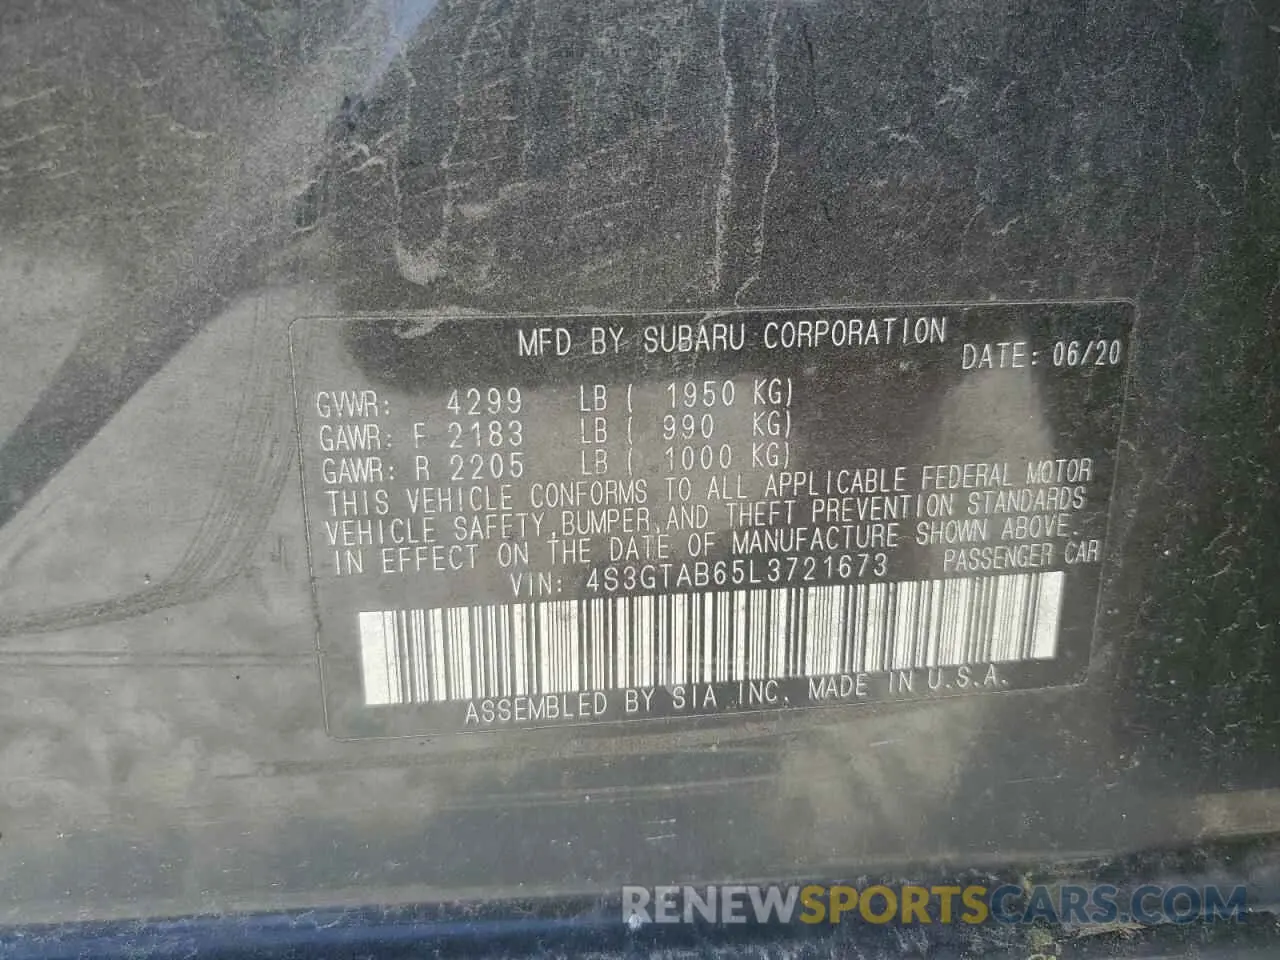 MFD BY SUBARU CORPORATION
DATE: 06/20
GVWR: 4299 LB ( 1950 KG)
GAWR: F 2183 LB ( 990 KG)
GAWR: R 2205 LB ( 1000 KG)
THIS VEHICLE CONFORMS TO ALL APPLICABLE FEDERAL MOTOR
VEHICLE SAFETY,BUMPER,AND THEFT PREVENTION STANDARDS
IN EFFECT ON THE DATE OF MANUFACTURE SHOWN ABOVE.
VIN: 4S3GTAB65L3721673 PASSENGER CAR
ASSEMBLED BY SIA INC. MADE IN U.S.A.
RENEWSPORTSCARS.COM